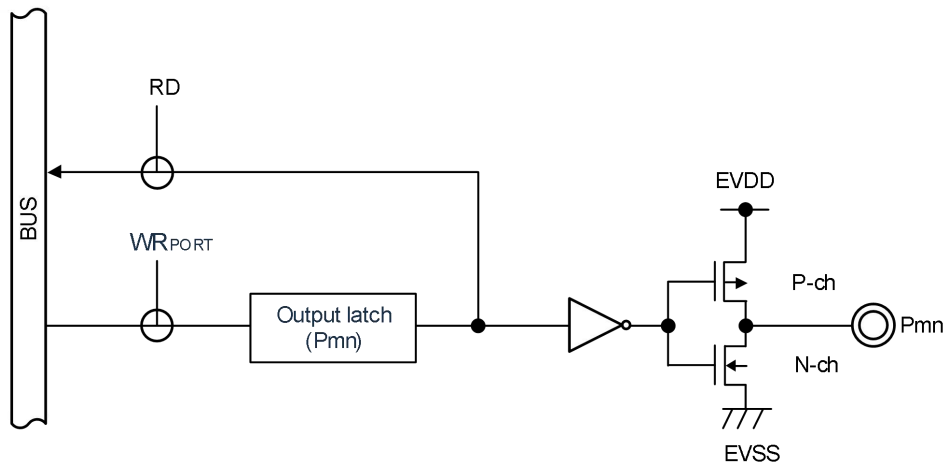 RD
EVDD
BUS
WRPORT
P-ch
Output latch
(Pmn)
Pmn
N-ch
EVSS